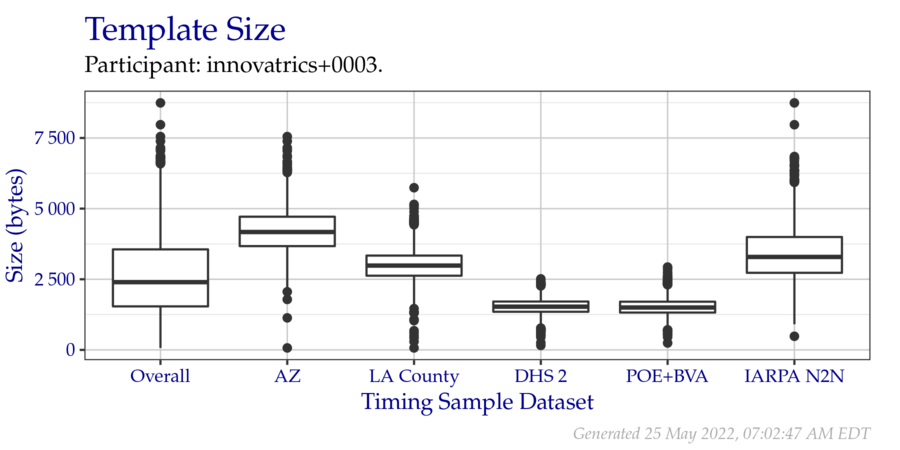 Template Size
Participant: innovatrics+0003.
Size (bytes)
7 500
5 000
2 500
0
Overall AZ LA County DHS 2 POE+BVA IARPA N2N
Timing Sample Dataset
Generated 25 May 2022, 07:02:47 AM EDT